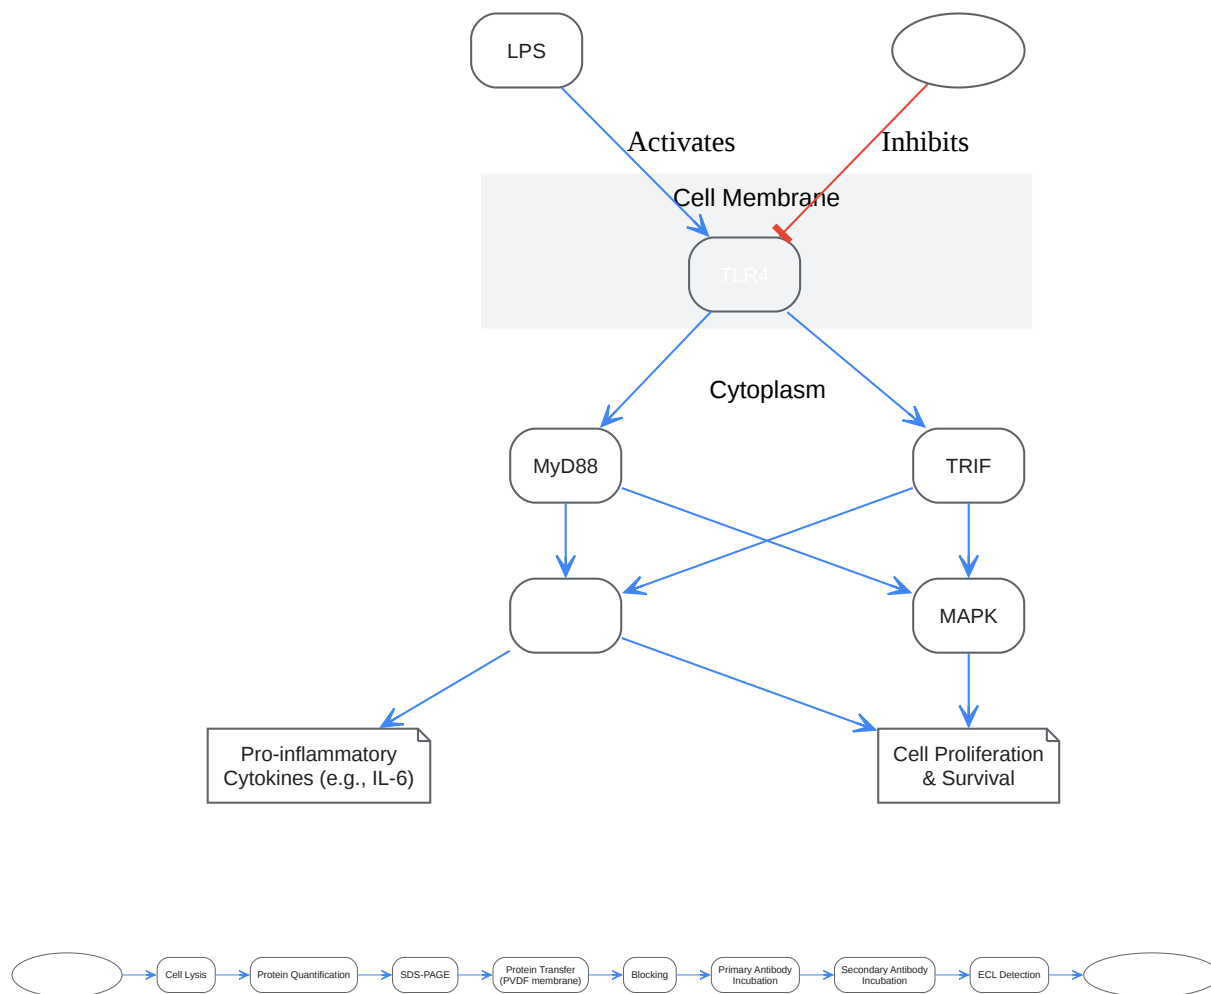 LPS
Activates
Inhibits
Cell Membrane
TLR4
Cytoplasm
MyD88
TRIF
MAPK
Pro-inflammatory
Cytokines (e.g., IL-6)
Cell Proliferation
& Survival
Cell Lysis
Protein Quantification
SDS-PAGE
Protein Transfer
(PVDF membrane)
Blocking
Primary Antibody
Incubation
Secondary Antibody
Incubation
ECL Detection